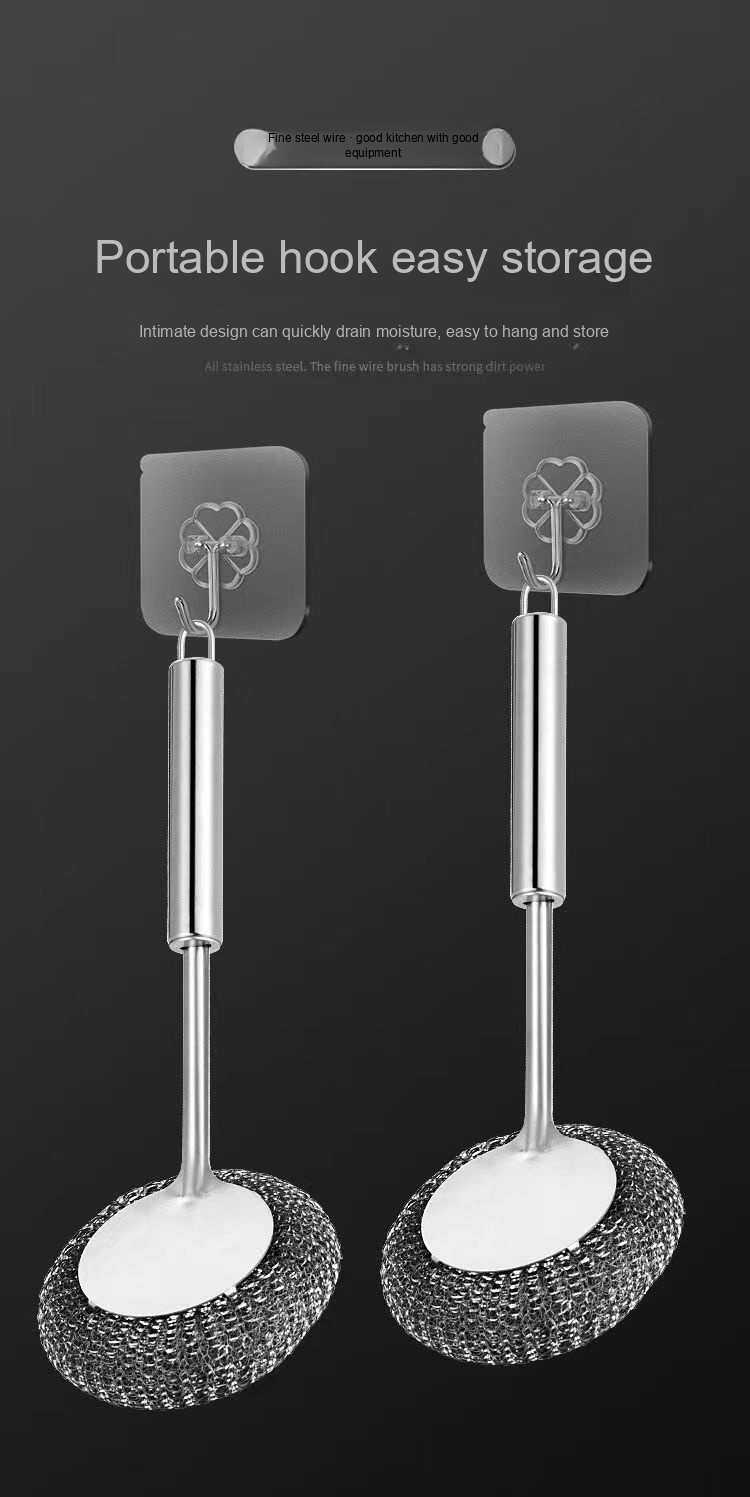 Fine steel wire · good kitchen with good
equipment
Portable hook easy storage
Intimate design can quickly drain moisture, easy to hang and store
All stainless steel. The fine wire brush has strong dirt power